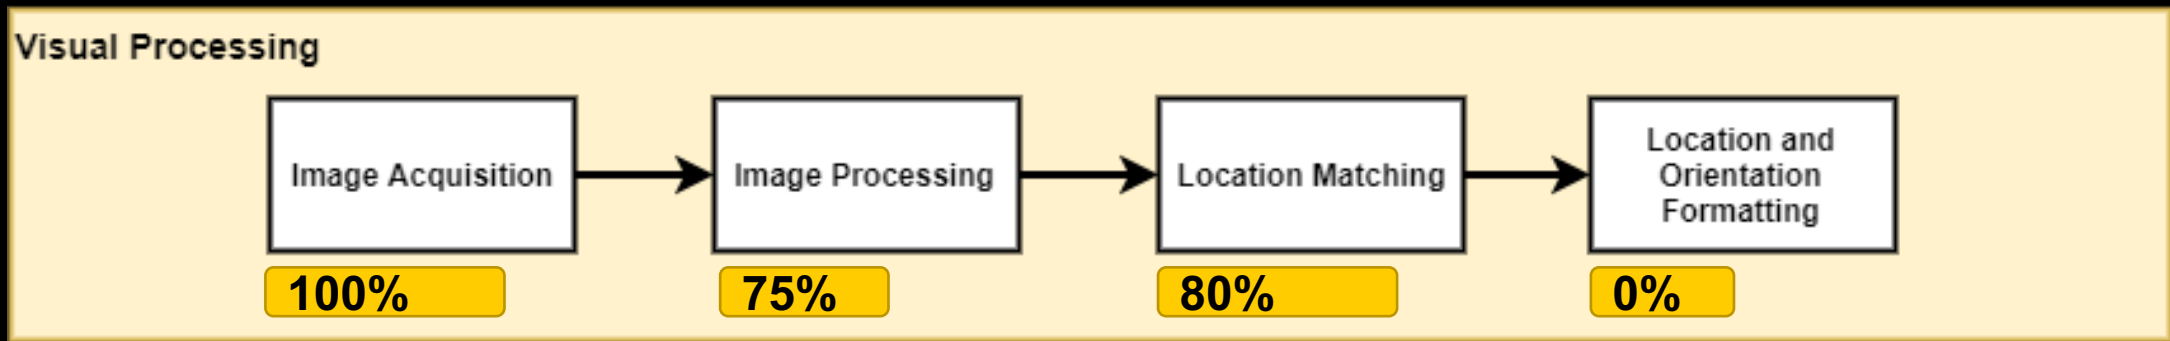 Visual Processing
Image Acquisition
Image Processing
Location Matching
Location and
Orientation
Formatting
100%
75%
80%
0%